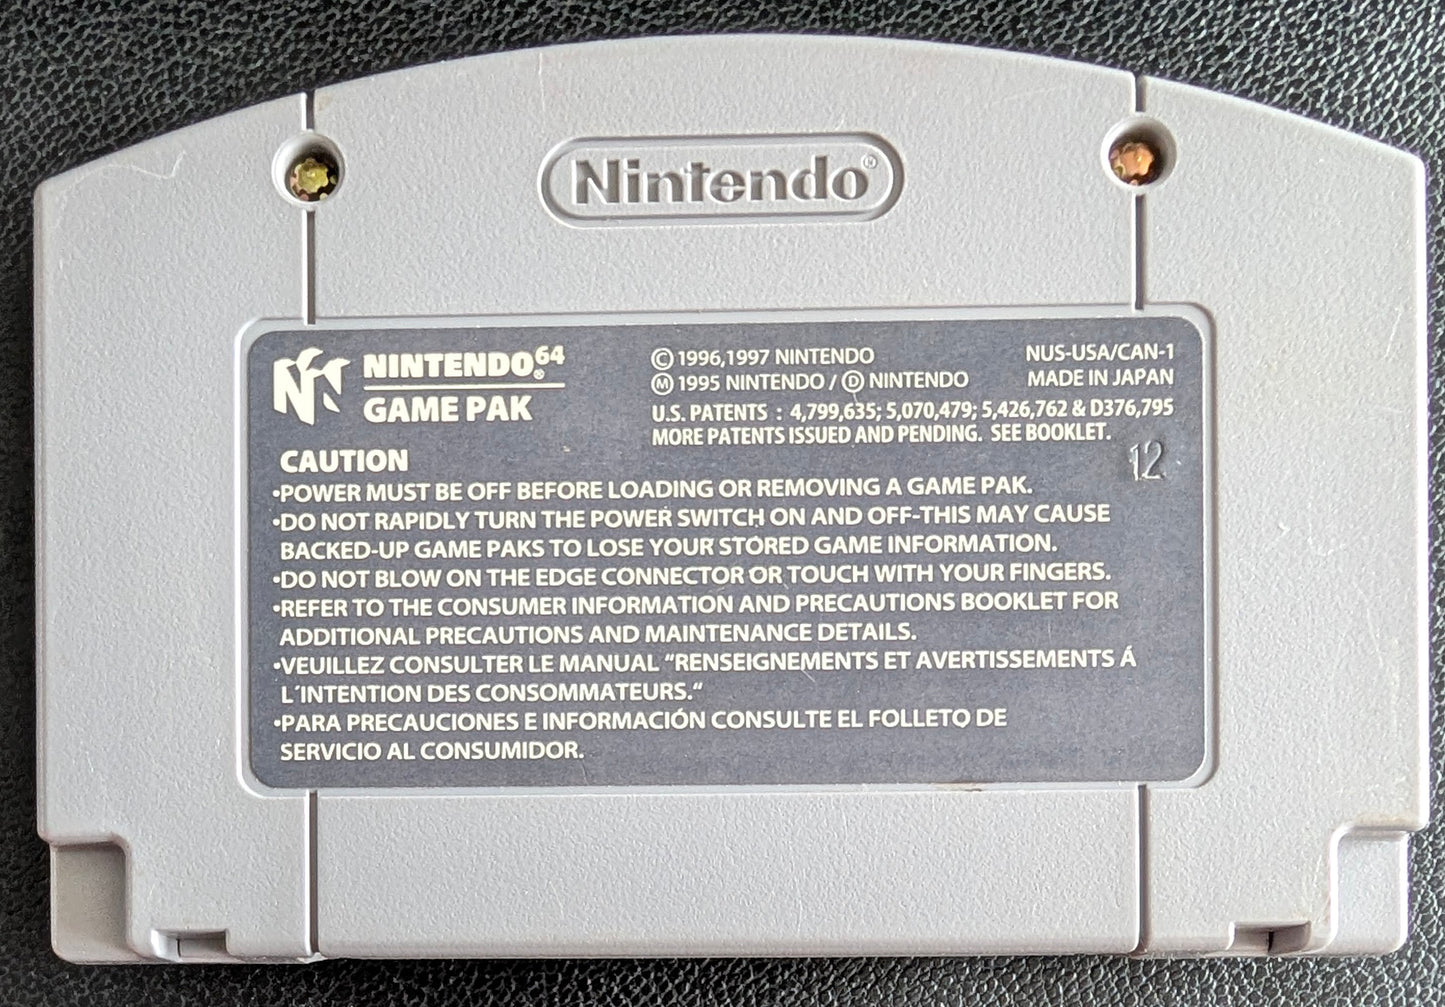 Nintendo®
NINTENDO⁶⁴®
GAME PAK
Ⓒ 1996,1997 NINTENDO
Ⓜ 1995 NINTENDO / Ⓓ NINTENDO
NUS-USA/CAN-1
MADE IN JAPAN
U.S. PATENTS : 4,799,635; 5,070,479; 5,426,762 & D376,795
MORE PATENTS ISSUED AND PENDING. SEE BOOKLET.
12
CAUTION
•POWER MUST BE OFF BEFORE LOADING OR REMOVING A GAME PAK.
•DO NOT RAPIDLY TURN THE POWER SWITCH ON AND OFF-THIS MAY CAUSE
BACKED-UP GAME PAKS TO LOSE YOUR STORED GAME INFORMATION.
•DO NOT BLOW ON THE EDGE CONNECTOR OR TOUCH WITH YOUR FINGERS.
•REFER TO THE CONSUMER INFORMATION AND PRECAUTIONS BOOKLET FOR
ADDITIONAL PRECAUTIONS AND MAINTENANCE DETAILS.
•VEUILLEZ CONSULTER LE MANUAL "RENSEIGNEMENTS ET AVERTISSEMENTS Á
L´INTENTION DES CONSOMMATEURS."
•PARA PRECAUCIONES E INFORMACIÓN CONSULTE EL FOLLETO DE
SERVICIO AL CONSUMIDOR.